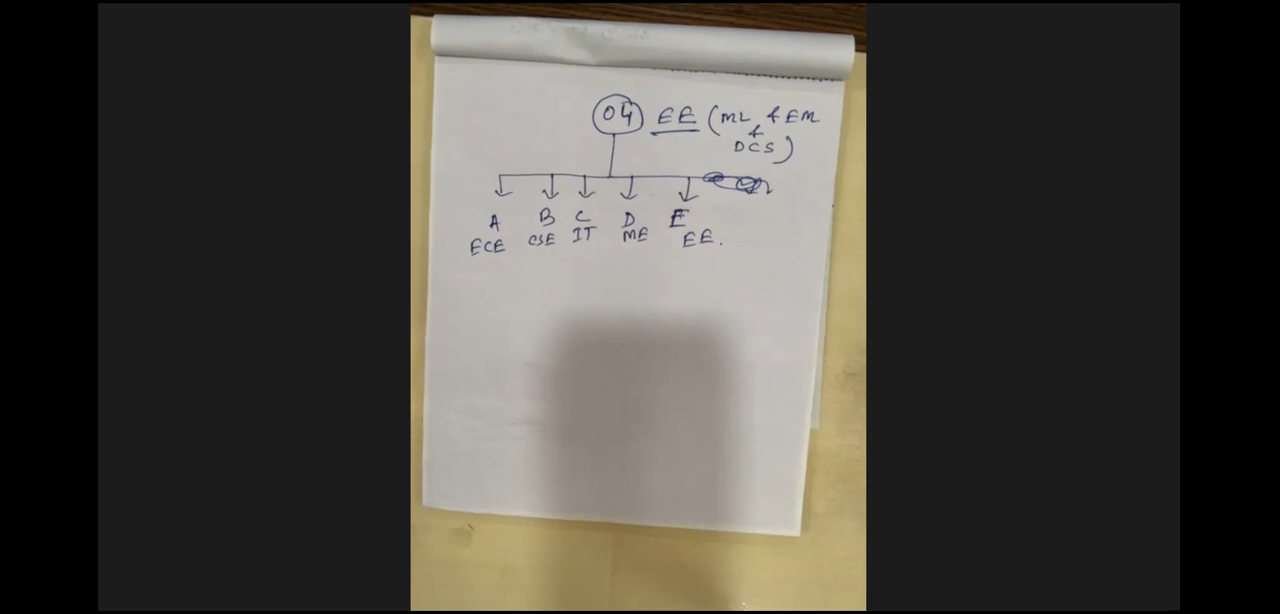 04 EE (ML & EM
&
DCS)
A B C D E
ECE CSE IT ME EE.